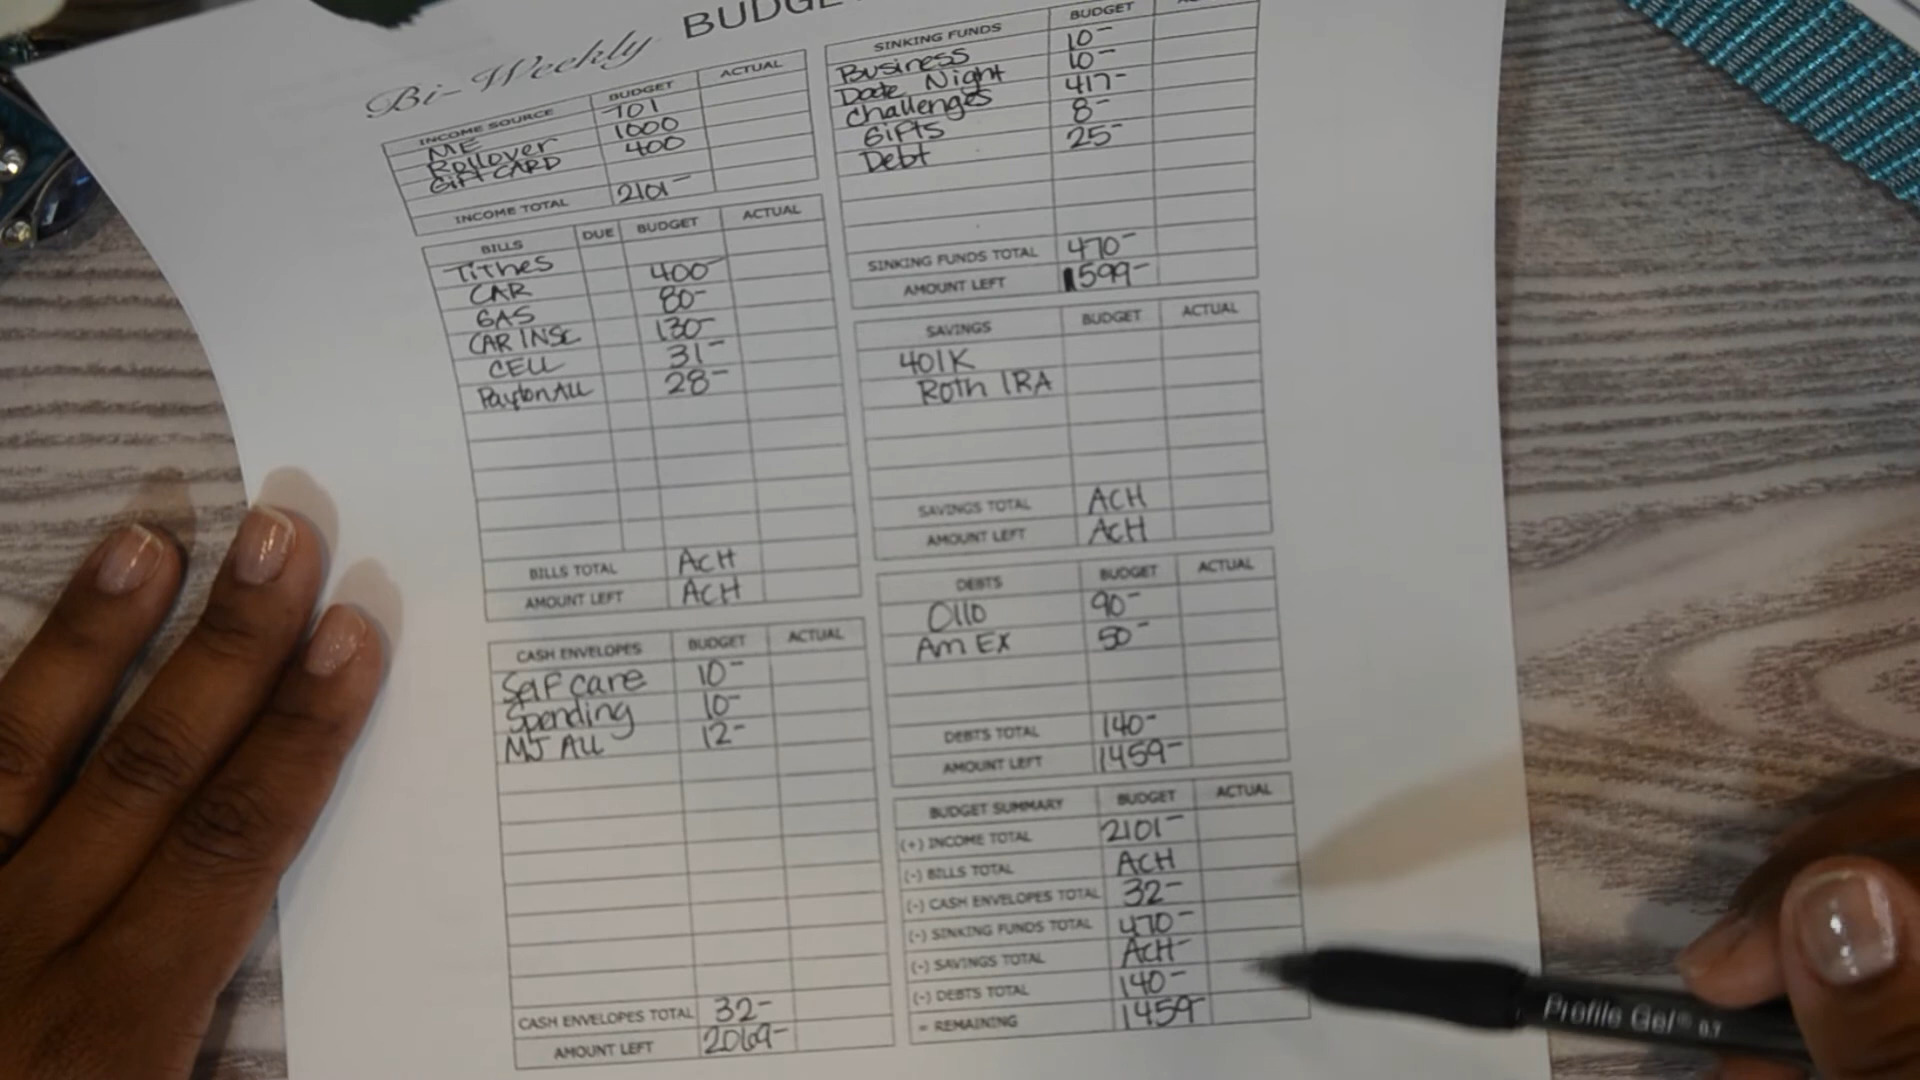 Bi-Weekly BUDGE
INCOME SOURCE BUDGET ACTUAL
ME 701
Rollover 1000
GIFT CARD 400
INCOME TOTAL 2101-
BILLS DUE BUDGET ACTUAL
Tithes
CAR 400-
GAS 80-
CAR INSC 130-
CELL 31-
Payton ALL 28-
BILLS TOTAL ACH
AMOUNT LEFT ACH
CASH ENVELOPES BUDGET ACTUAL
Self care 10-
Spending 10-
MJ ALL 12-
CASH ENVELOPES TOTAL 32-
AMOUNT LEFT 2069-
SINKING FUNDS BUDGET
Business 10-
Date Night 10-
Challenges 417-
Gifts 8-
Debt 25-
SINKING FUNDS TOTAL 470-
AMOUNT LEFT 1599-
SAVINGS BUDGET ACTUAL
401K
Roth IRA
SAVINGS TOTAL ACH
AMOUNT LEFT ACH
DEBTS BUDGET ACTUAL
Ollo 90-
Am EX 50-
DEBTS TOTAL 140-
AMOUNT LEFT 1459-
BUDGET SUMMARY BUDGET ACTUAL
(+) INCOME TOTAL 2101-
(-) BILLS TOTAL ACH
(-) CASH ENVELOPES TOTAL 32-
(-) SINKING FUNDS TOTAL 470-
(-) SAVINGS TOTAL ACH-
(-) DEBTS TOTAL 140-
= REMAINING 1459-
Profile Gel® 0.7